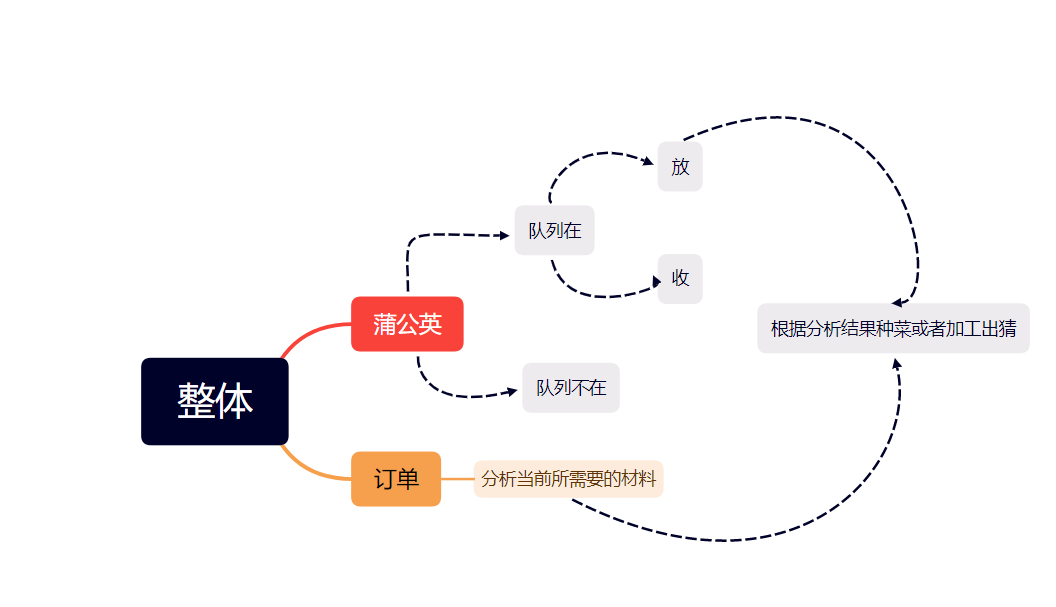 放
队列在
收
蒲公英
根据分析结果种菜或者加工出猜
队列不在
整体
订单
分析当前所需要的材料